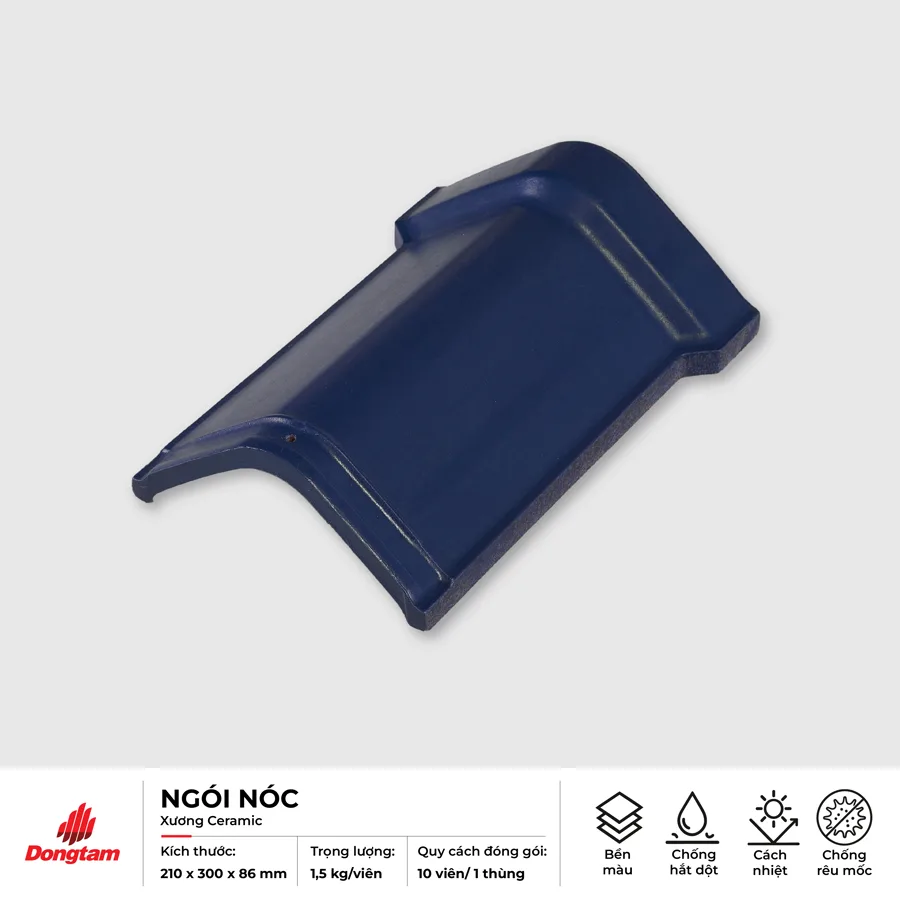 Dongtam
NGÓI NÓC
Xương Ceramic
Kích thước:
210 x 300 x 86 mm
Trọng lượng:
1,5 kg/viên
Quy cách đóng gói:
10 viên/ 1 thùng
Bền
màu
Chống
hắt dột
Cách
nhiệt
Chống
rêu mốc